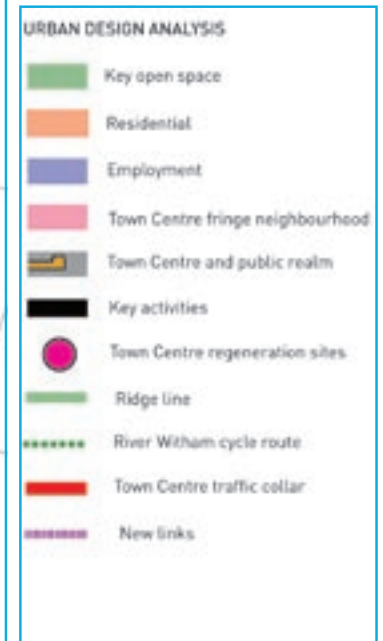 URBAN DESIGN ANALYSIS
Key open space
Residential
Employment
Town Centre fringe neighbourhood
Town Centre and public realm
Key activities
Town Centre regeneration sites
Ridge line
River Witham cycle route
Town Centre traffic collar
New links